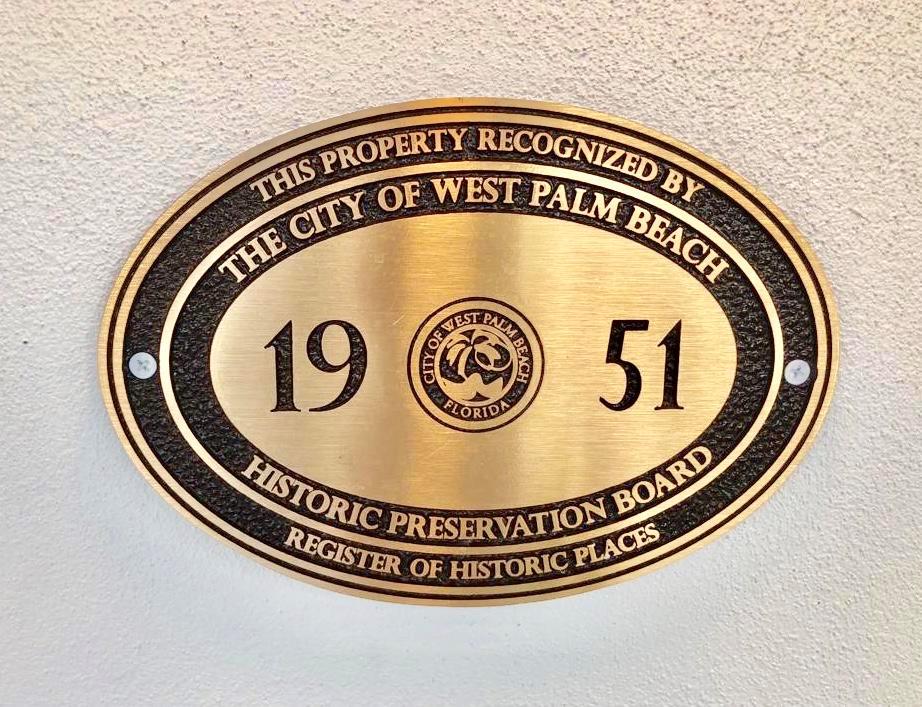 THIS PROPERTY RECOGNIZED BY
THE CITY OF WEST PALM BEACH
19 51
CITY OF WEST PALM BEACH
FLORIDA
HISTORIC PRESERVATION BOARD
REGISTER OF HISTORIC PLACES